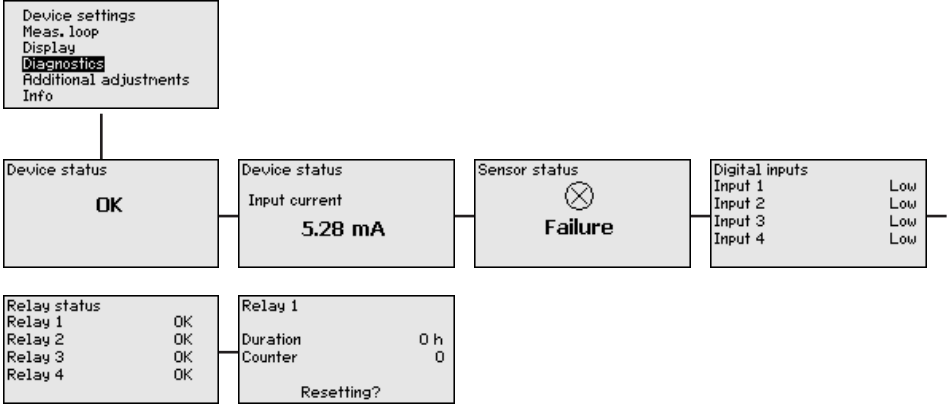 Device settings
Meas. loop
Display
Diagnostics
Additional adjustments
Info
Device status
OK
Device status
Input current
5.28 mA
Sensor status
Failure
Digital inputs
Input 1 Low
Input 2 Low
Input 3 Low
Input 4 Low
Relay status
Relay 1 OK
Relay 2 OK
Relay 3 OK
Relay 4 OK
Relay 1
Duration 0 h
Counter 0
Resetting?